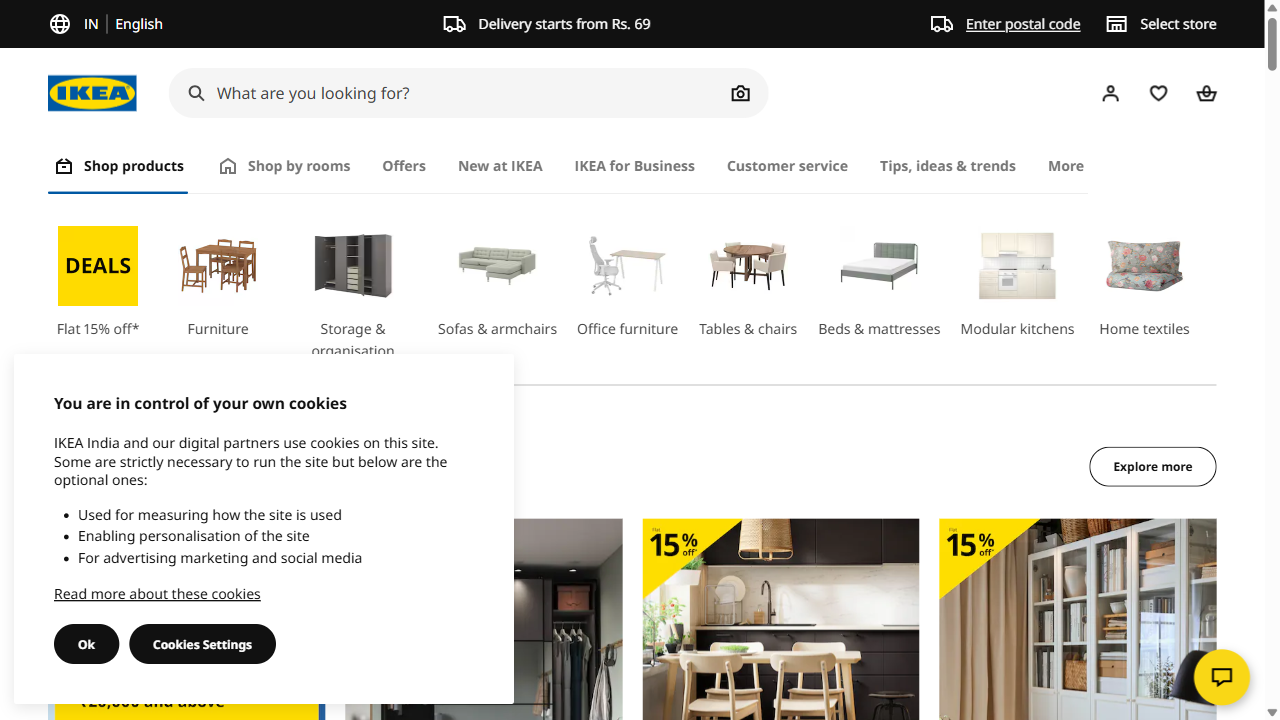 IN English
Delivery starts from Rs. 69
Enter postal code
Select store
IKEA
What are you looking for?
Shop products
Shop by rooms
Offers
New at IKEA
IKEA for Business
Customer service
Tips, ideas & trends
More
DEALS
Flat 15% off*
Furniture
Storage &
organisation
Sofas & armchairs
Office furniture
Tables & chairs
Beds & mattresses
Modular kitchens
Home textiles
You are in control of your own cookies
IKEA India and our digital partners use cookies on this site.
Some are strictly necessary to run the site but below are the
optional ones:
Used for measuring how the site is used
Enabling personalisation of the site
For advertising marketing and social media
Read more about these cookies
Ok
Cookies Settings
Explore more
Flat
15% off*
Flat
15% off*
₹20,000 and above